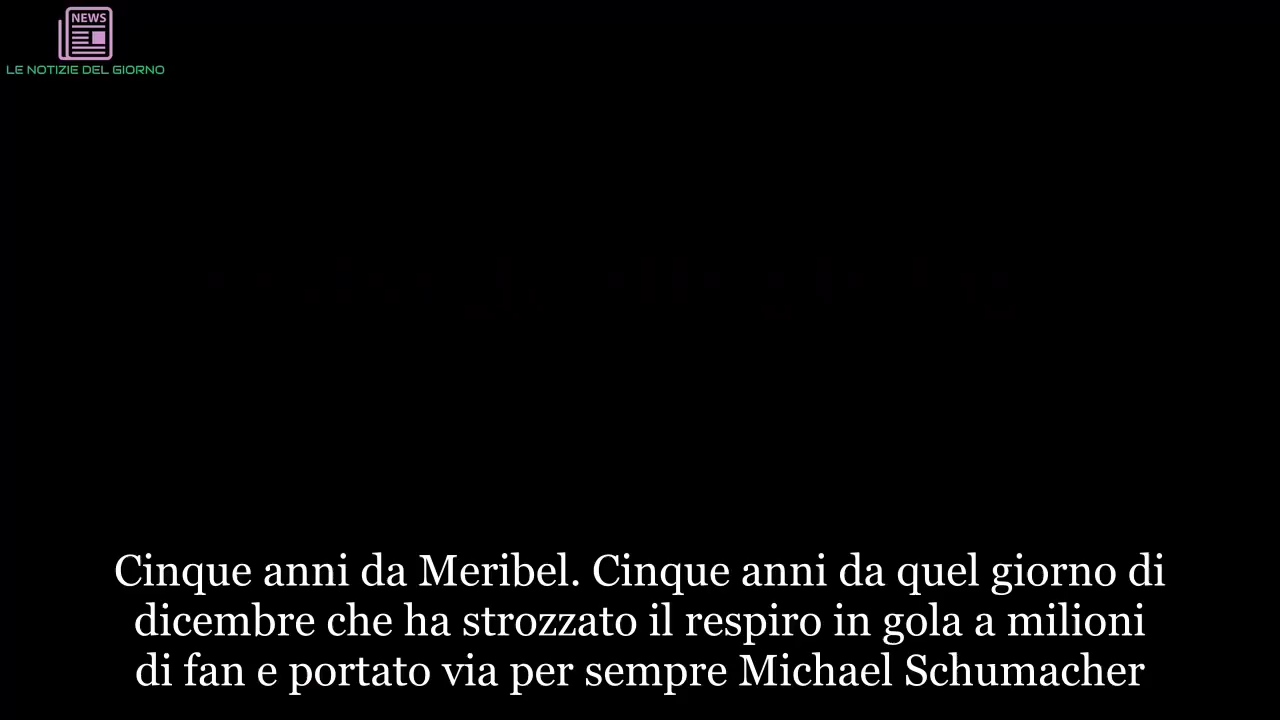 NEWS
LE NOTIZIE DEL GIORNO
Cinque anni da Meribel. Cinque anni da quel giorno di
dicembre che ha strozzato il respiro in gola a milioni
di fan e portato via per sempre Michael Schumacher